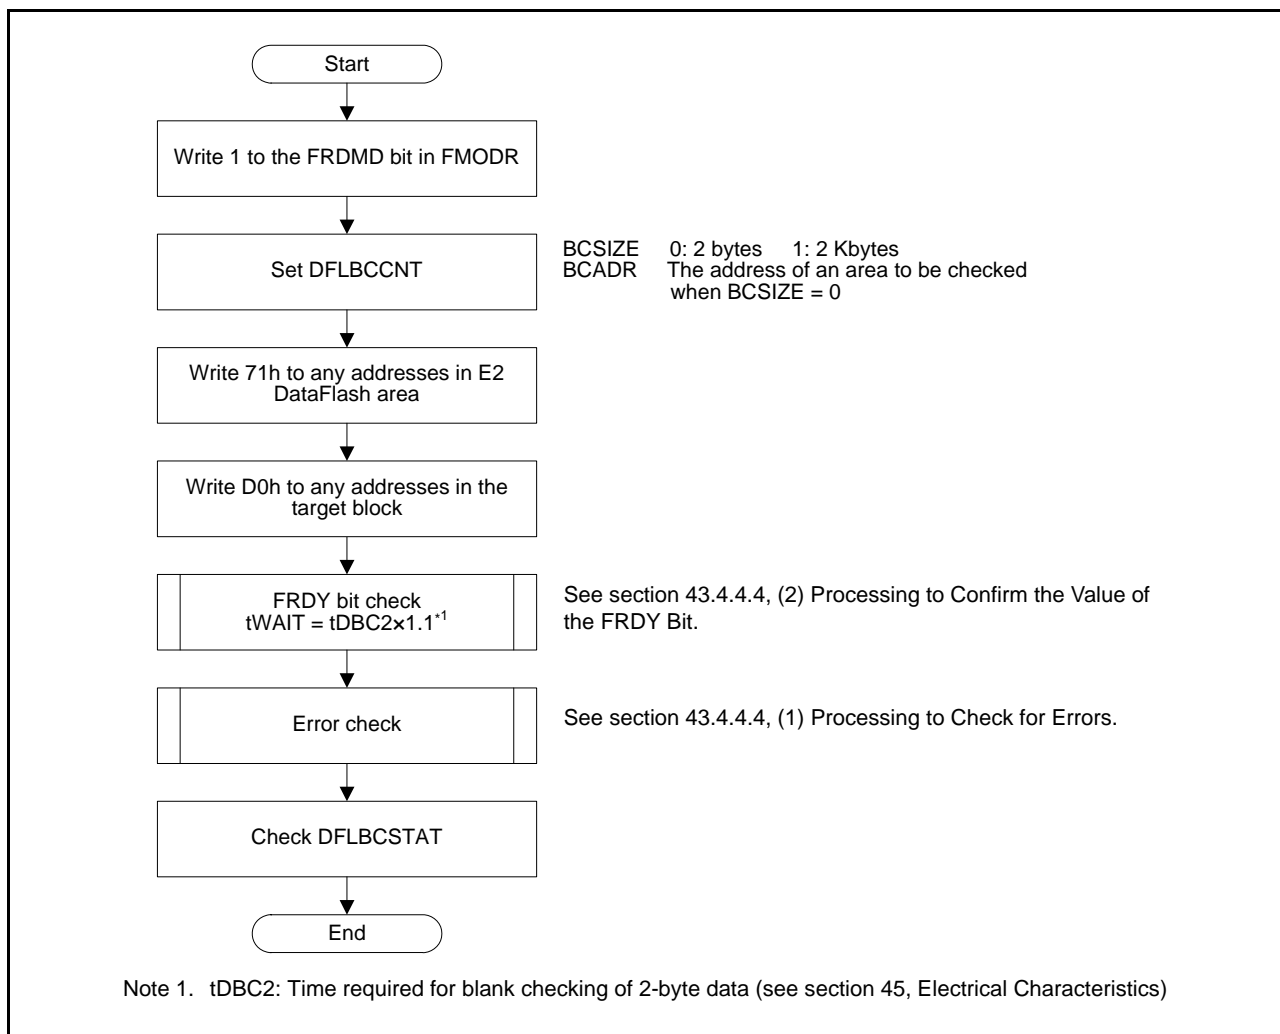 Start
Write 1 to the FRDMD bit in FMODR
Set DFLBCCNT
BCSIZE 0: 2 bytes 1: 2 Kbytes
BCADR The address of an area to be checked
when BCSIZE = 0
Write 71h to any addresses in E2
DataFlash area
Write D0h to any addresses in the
target block
FRDY bit check
tWAIT = tDBC2×1.1*1
See section 43.4.4.4, (2) Processing to Confirm the Value of
the FRDY Bit.
Error check
See section 43.4.4.4, (1) Processing to Check for Errors.
Check DFLBCSTAT
End
Note 1. tDBC2: Time required for blank checking of 2-byte data (see section 45, Electrical Characteristics)